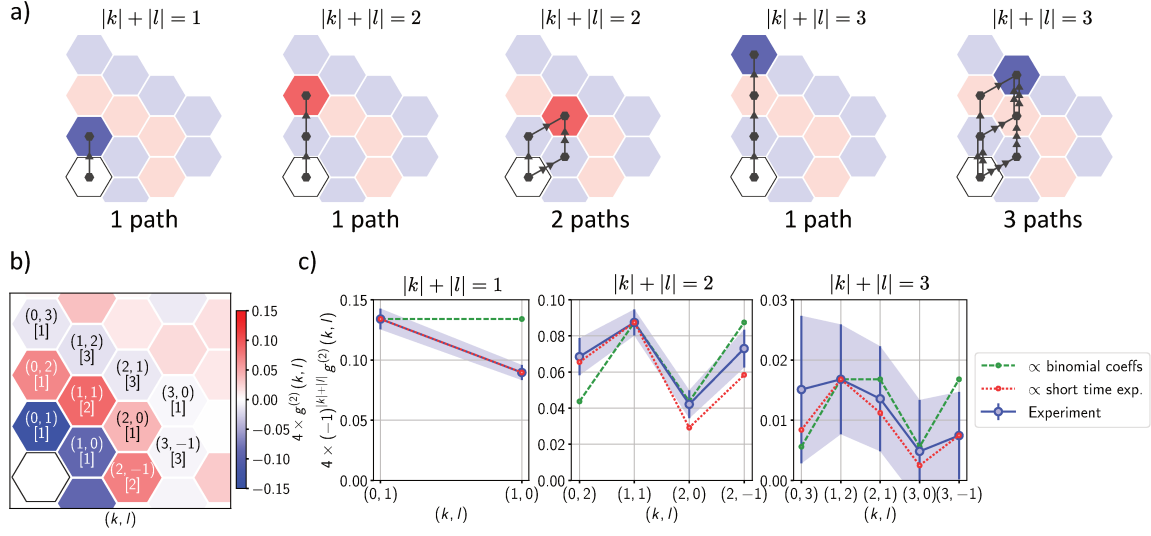 a)
|k| + |l| = 1
|k| + |l| = 2
|k| + |l| = 2
|k| + |l| = 3
|k| + |l| = 3
1 path
1 path
2 paths
1 path
3 paths
b)
(0, 3)
[1]
(1, 2)
[3]
(0, 2)
[1]
(2, 1)
[3]
(1, 1)
[2]
(3, 0)
[1]
(0, 1)
[1]
(2, 0)
[1]
(1, 0)
[1]
(3, −1)
[3]
(2, −1)
[2]
(k, l)
0.15
0.10
0.05
0.00
−0.05
−0.10
−0.15
4 × g⁽²⁾(k, l)
c)
|k| + |l| = 1
4 × (−1)^{|k|+|l|} g⁽²⁾(k, l)
0.15
0.10
0.05
0.00
(0, 1)
(1, 0)
(k, l)
|k| + |l| = 2
0.10
0.08
0.06
0.04
0.02
0.00
(0, 2)
(1, 1)
(2, 0)
(2, −1)
(k, l)
|k| + |l| = 3
0.03
0.02
0.01
0.00
(0, 3)
(1, 2)
(2, 1)
(3, 0)
(3, −1)
(k, l)
∝ binomial coeffs
∝ short time exp.
Experiment